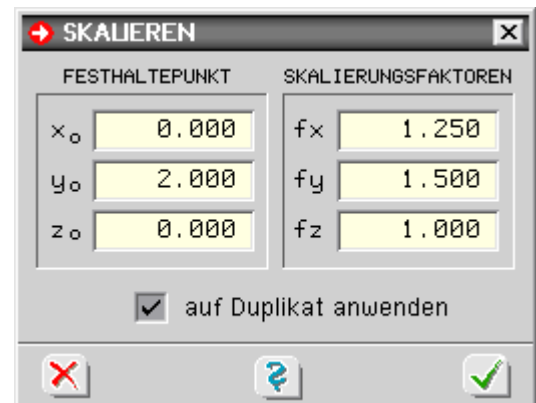 SKALIEREN
FESTHALTEPUNKT SKALIERUNGSFAKTOREN
xo 0.000 fx 1.250
yo 2.000 fy 1.500
zo 0.000 fz 1.000
auf Duplikat anwenden